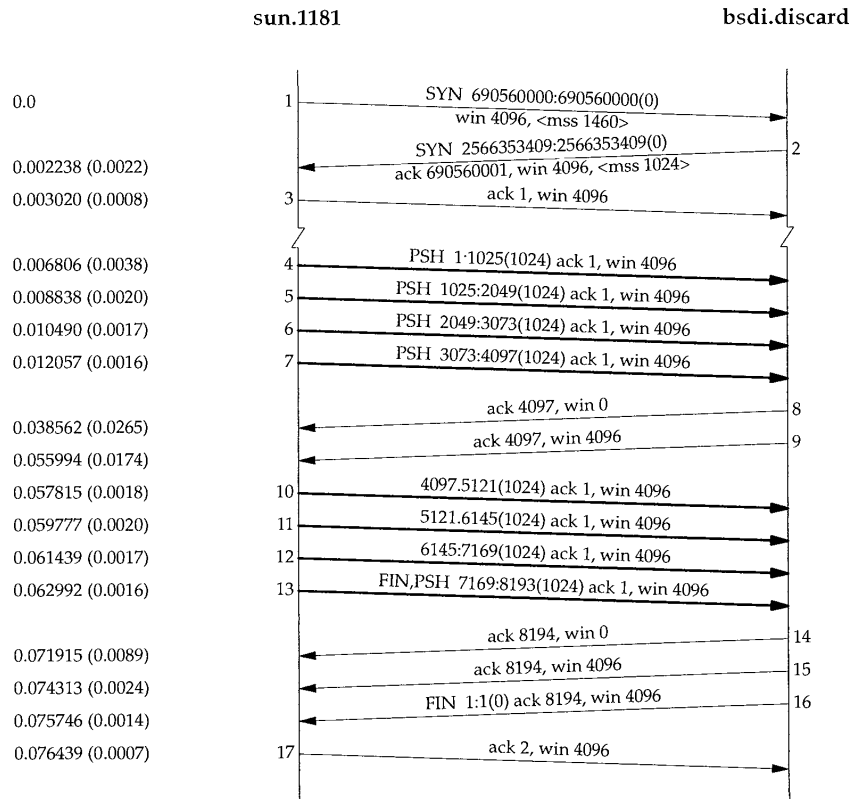 sun.1181
bsdi.discard
0.0
1
SYN 690560000:690560000(0)
win 4096, <mss 1460>
SYN 2566353409:2566353409(0)
2
0.002238 (0.0022)
ack 690560001, win 4096, <mss 1024>
0.003020 (0.0008)
3
ack 1, win 4096
0.006806 (0.0038)
4
PSH 1·1025(1024) ack 1, win 4096
0.008838 (0.0020)
5
PSH 1025:2049(1024) ack 1, win 4096
0.010490 (0.0017)
6
PSH 2049:3073(1024) ack 1, win 4096
0.012057 (0.0016)
7
PSH 3073:4097(1024) ack 1, win 4096
ack 4097, win 0
8
0.038562 (0.0265)
ack 4097, win 4096
9
0.055994 (0.0174)
0.057815 (0.0018)
10
4097.5121(1024) ack 1, win 4096
0.059777 (0.0020)
11
5121.6145(1024) ack 1, win 4096
0.061439 (0.0017)
12
6145:7169(1024) ack 1, win 4096
0.062992 (0.0016)
13
FIN,PSH 7169:8193(1024) ack 1, win 4096
ack 8194, win 0
14
0.071915 (0.0089)
ack 8194, win 4096
15
0.074313 (0.0024)
FIN 1:1(0) ack 8194, win 4096
16
0.075746 (0.0014)
0.076439 (0.0007)
17
ack 2, win 4096